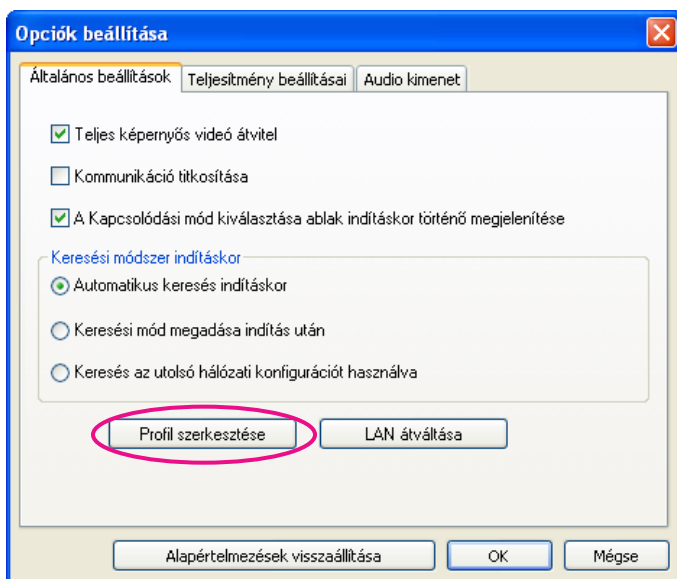 Opciók beállítása
Általános beállítások Teljesítmény beállításai Audio kimenet
Teljes képernyős videó átvitel
Kommunikáció titkosítása
A Kapcsolódási mód kiválasztása ablak indításkor történő megjelenítése
Keresési módszer indításkor
Automatikus keresés indításkor
Keresési mód megadása indítás után
Keresés az utolsó hálózati konfigurációt használva
Profil szerkesztése LAN átváltása
Alapértelmezések visszaállítása OK Mégse